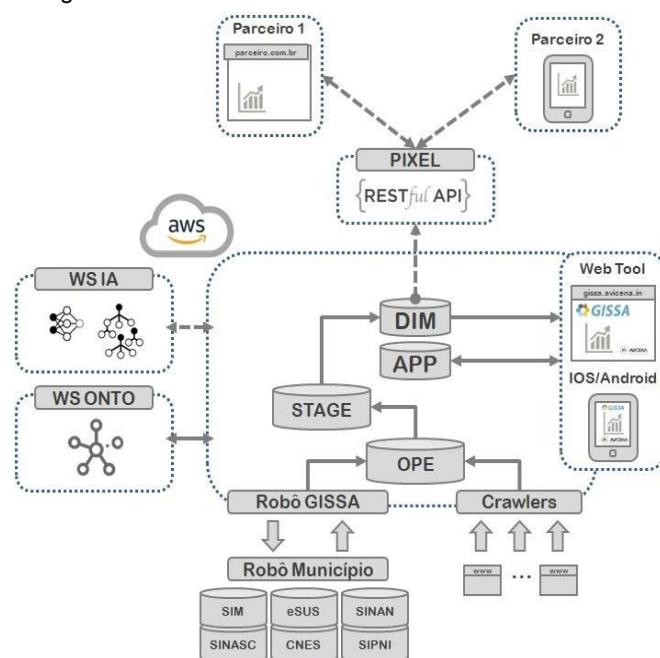 Parceiro 1
parceiro.com.br
Parceiro 2
PIXEL
{RESTful API}
aws
WS IA
WS ONTO
DIM
APP
STAGE
OPE
Web Tool
gissa.avicena.in
GISSA
AVICENA
IOS/Android
GISSA
AVICENA
Robô GISSA
Crawlers
Robô Município
www
...
www
SIM
eSUS
SINAN
SINASC
CNES
SIPNI